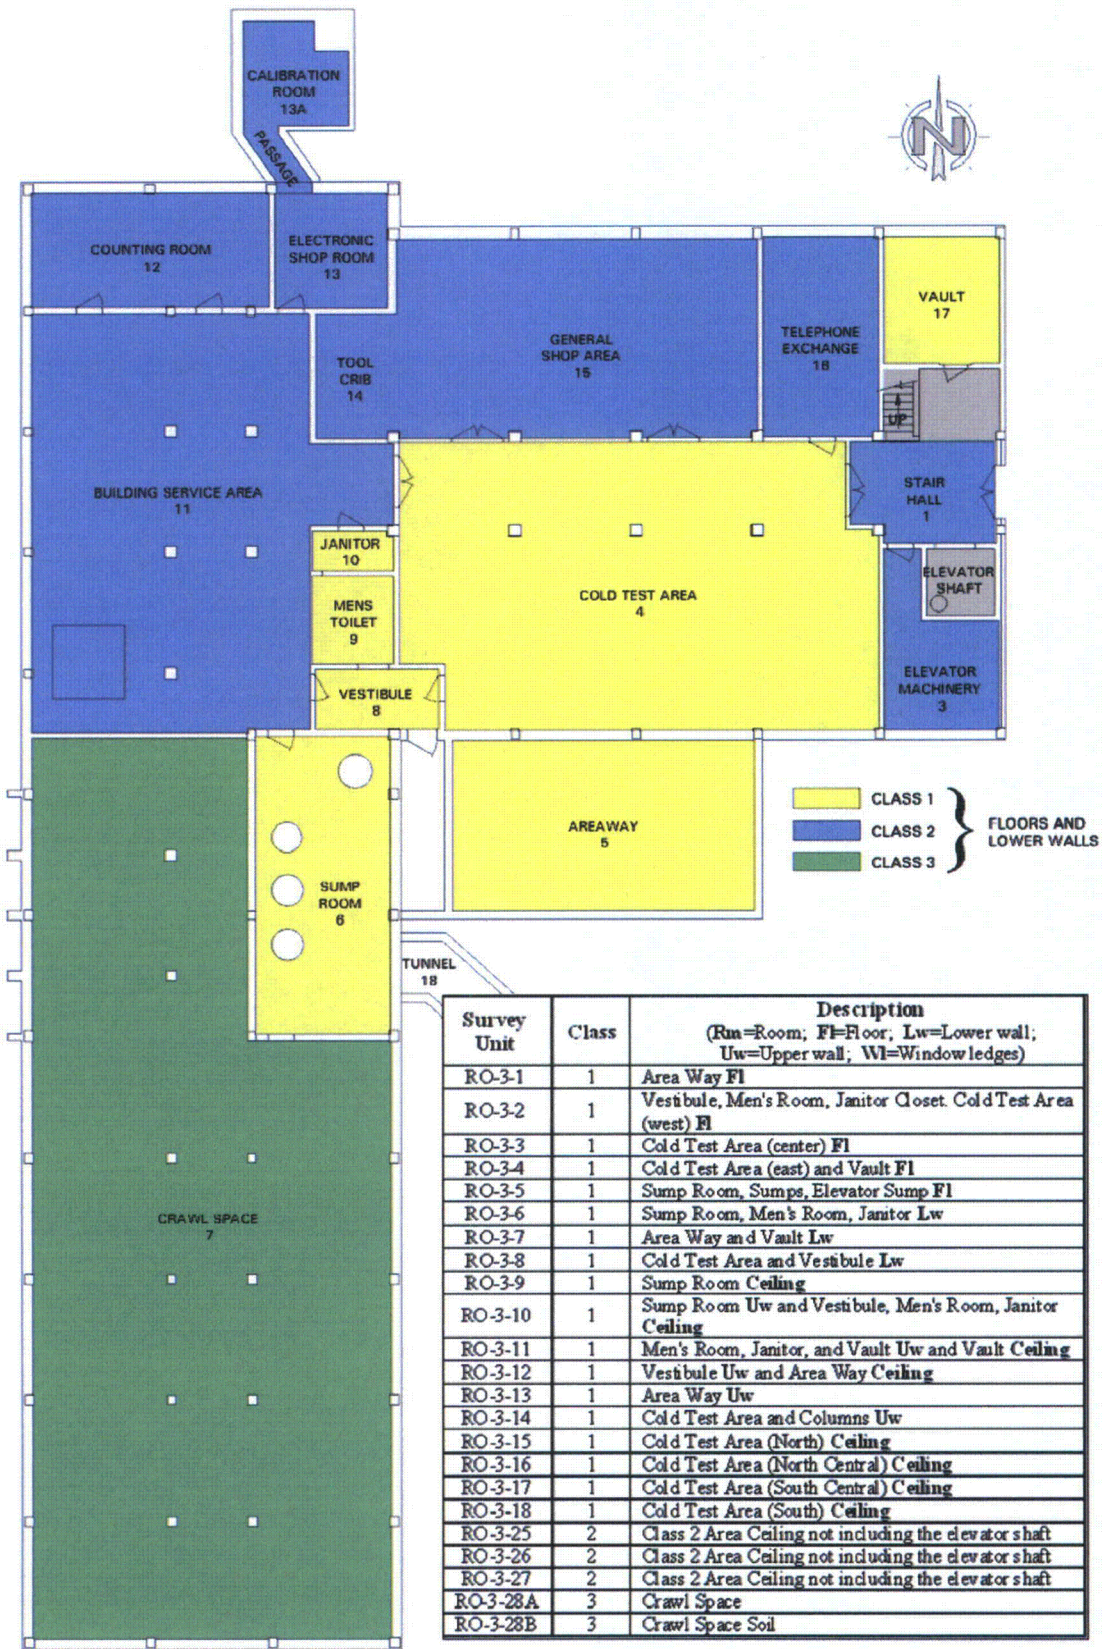 CALIBRATION
ROOM
13A
PASSAGE
N
COUNTING ROOM
12
ELECTRONIC
SHOP ROOM
13
VAULT
17
TOOL
CRIB
14
GENERAL
SHOP AREA
15
TELEPHONE
EXCHANGE
16
UP
BUILDING SERVICE AREA
11
STAIR
HALL
1
JANITOR
10
MENS
TOILET
9
COLD TEST AREA
4
ELEVATOR
SHAFT
VESTIBULE
8
ELEVATOR
MACHINERY
3
AREAWAY
5
CLASS 1
CLASS 2
CLASS 3
FLOORS AND
LOWER WALLS
SUMP
ROOM
6
TUNNEL
18
CRAWL SPACE
7
Survey Unit Class Description
(Rm=Room; Fl=Floor; Lw=Lower wall;
Uw=Upper wall; Wl=Window ledges)
RO-3-1 1 Area Way Fl
RO-3-2 1 Vestibule, Men's Room, Janitor Closet. Cold Test Area
(west) Fl
RO-3-3 1 Cold Test Area (center) Fl
RO-3-4 1 Cold Test Area (east) and Vault Fl
RO-3-5 1 Sump Room, Sumps, Elevator Sump Fl
RO-3-6 1 Sump Room, Men's Room, Janitor Lw
RO-3-7 1 Area Way and Vault Lw
RO-3-8 1 Cold Test Area and Vestibule Lw
RO-3-9 1 Sump Room Ceiling
RO-3-10 1 Sump Room Uw and Vestibule, Men's Room, Janitor
Ceiling
RO-3-11 1 Men's Room, Janitor, and Vault Uw and Vault Ceiling
RO-3-12 1 Vestibule Uw and Area Way Ceiling
RO-3-13 1 Area Way Uw
RO-3-14 1 Cold Test Area and Columns Uw
RO-3-15 1 Cold Test Area (North) Ceiling
RO-3-16 1 Cold Test Area (North Central) Ceiling
RO-3-17 1 Cold Test Area (South Central) Ceiling
RO-3-18 1 Cold Test Area (South) Ceiling
RO-3-25 2 Class 2 Area Ceiling not including the elevator shaft
RO-3-26 2 Class 2 Area Ceiling not including the elevator shaft
RO-3-27 2 Class 2 Area Ceiling not including the elevator shaft
RO-3-28A 3 Crawl Space
RO-3-28B 3 Crawl Space Soil